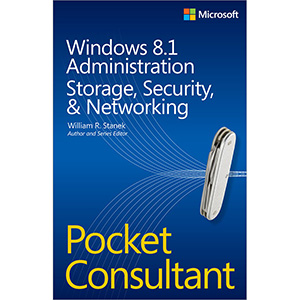 Microsoft
Windows 8.1
Administration
Storage, Security,
& Networking
William R. Stanek
Author and Series Editor
Pocket
Consultant